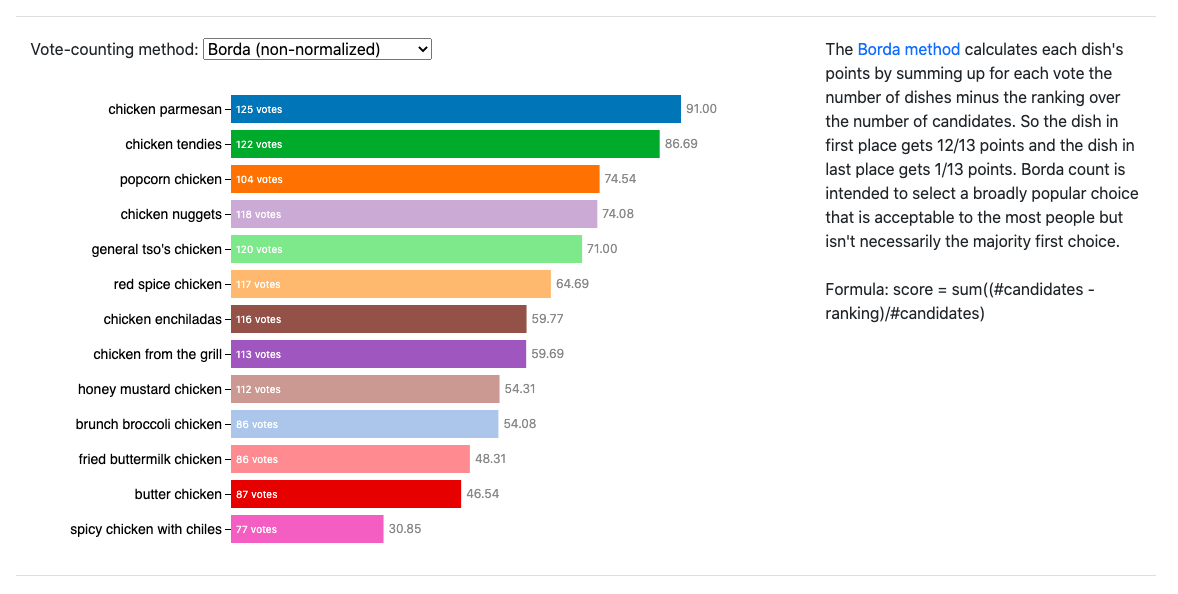 Vote-counting method: Borda (non-normalized)
chicken parmesan 125 votes 91.00
chicken tendies 122 votes 86.69
popcorn chicken 104 votes 74.54
chicken nuggets 118 votes 74.08
general tso's chicken 120 votes 71.00
red spice chicken 117 votes 64.69
chicken enchiladas 116 votes 59.77
chicken from the grill 113 votes 59.69
honey mustard chicken 112 votes 54.31
brunch broccoli chicken 86 votes 54.08
fried buttermilk chicken 86 votes 48.31
butter chicken 87 votes 46.54
spicy chicken with chiles 77 votes 30.85
The Borda method calculates each dish's
points by summing up for each vote the
number of dishes minus the ranking over
the number of candidates. So the dish in
first place gets 12/13 points and the dish in
last place gets 1/13 points. Borda count is
intended to select a broadly popular choice
that is acceptable to the most people but
isn't necessarily the majority first choice.
Formula: score = sum((#candidates -
ranking)/#candidates)